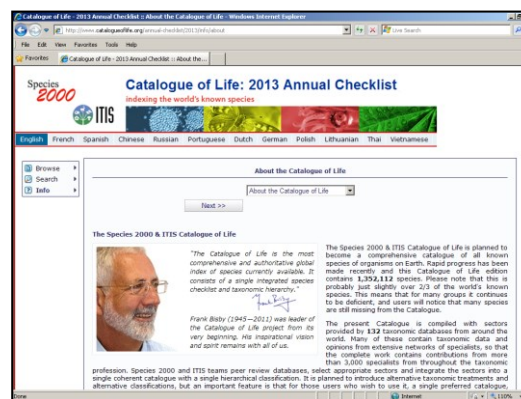 Catalogue of Life - 2013 Annual Checklist :: About the Catalogue of Life - Windows Internet Explorer
http://www.catalogueoflife.org/annual-checklist/2013/info/about
Live Search
File Edit View Favorites Tools Help
Favorites Catalogue of Life - 2013 Annual Checklist :: About the...
Species
2000
ITIS
Catalogue of Life: 2013 Annual Checklist
indexing the world's known species
English French Spanish Chinese Russian Portuguese Dutch German Polish Lithuanian Thai Vietnamese
Browse
Search
Info
About the Catalogue of Life
About the Catalogue of Life
Next >>
The Species 2000 & ITIS Catalogue of Life
"The Catalogue of Life is the most
comprehensive and authoritative global
index of species currently available. It
consists of a single integrated species
checklist and taxonomic hierarchy."
Frank Bisby
Frank Bisby (1945—2011) was leader of
the Catalogue of Life project from its
very beginning. His inspirational vision
and spirit remains with all of us.
The Species 2000 & ITIS Catalogue of Life is planned to
become a comprehensive catalogue of all known
species of organisms on Earth. Rapid progress has been
made recently and this Catalogue of Life edition
contains 1,352,112 species. Please note that this is
probably just slightly over 2/3 of the world's known
species. This means that for many groups it continues
to be deficient, and users will notice that many species
are still missing from the Catalogue.
The present Catalogue is compiled with sectors
provided by 132 taxonomic databases from around the
world. Many of these contain taxonomic data and
opinions from extensive networks of specialists, so that
the complete work contains contributions from more
than 3,000 specialists from throughout the taxonomic
profession. Species 2000 and ITIS teams peer review databases, select appropriate sectors and integrate the sectors into a
single coherent catalogue with a single hierarchical classification. It is planned to introduce alternative taxonomic treatments and
alternative classifications, but an important feature is that for those users who wish to use it, a single preferred catalogue,
Done
Internet
110%